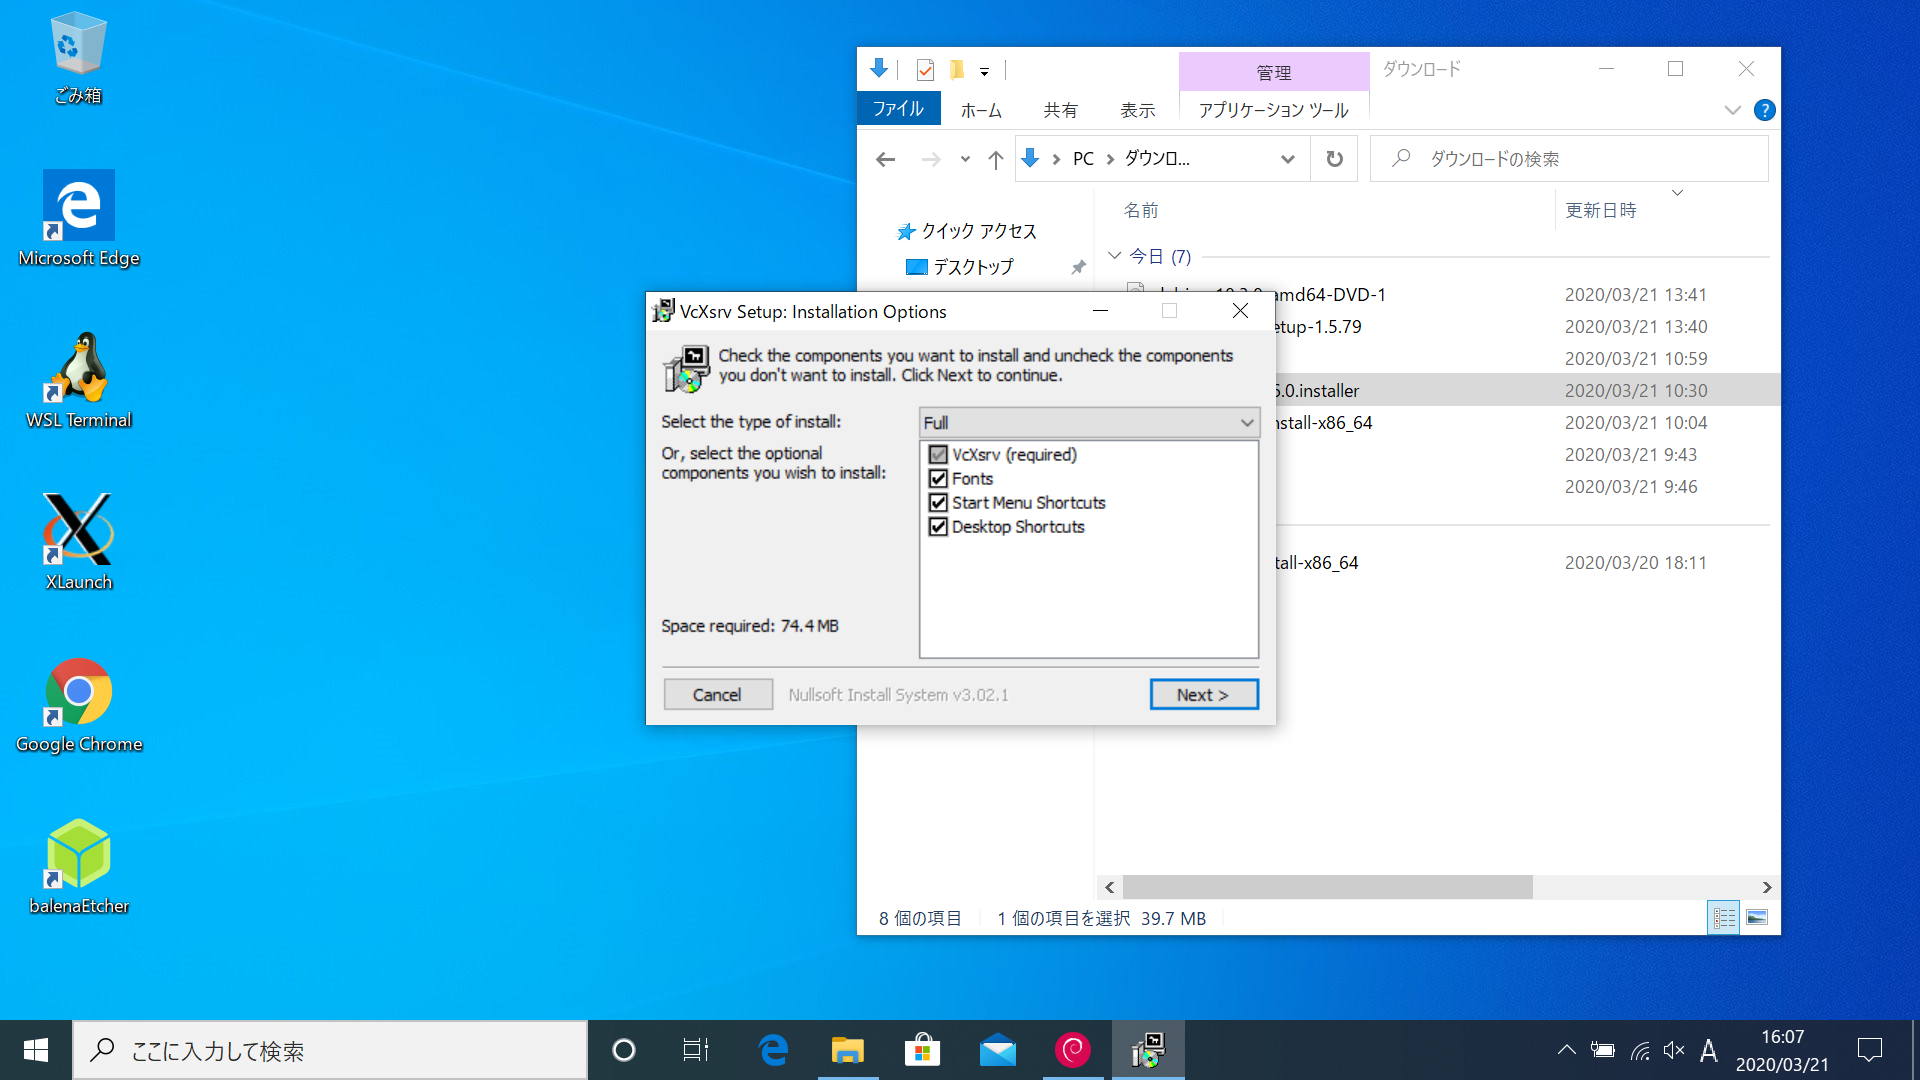 ごみ箱
Microsoft Edge
WSL Terminal
XLaunch
Google Chrome
balenaEtcher
管理
ダウンロード
ファイル
ホーム
共有
表示
アプリケーション ツール
PC
ダウンロ...
ダウンロードの検索
名前
更新日時
クイック アクセス
デスクトップ
今日 (7)
amd64-DVD-1
2020/03/21 13:41
etup-1.5.79
2020/03/21 13:40
2020/03/21 10:59
.0.installer
2020/03/21 10:30
nstall-x86_64
2020/03/21 10:04
2020/03/21 9:43
2020/03/21 9:46
tall-x86_64
2020/03/20 18:11
8 個の項目
1 個の項目を選択 39.7 MB
VcXsrv Setup: Installation Options
Check the components you want to install and uncheck the components
you don't want to install. Click Next to continue.
Select the type of install:
Full
Or, select the optional
components you wish to install:
VcXsrv (required)
Fonts
Start Menu Shortcuts
Desktop Shortcuts
Space required: 74.4 MB
Cancel
Nullsoft Install System v3.02.1
Next >
ここに入力して検索
A
16:07
2020/03/21